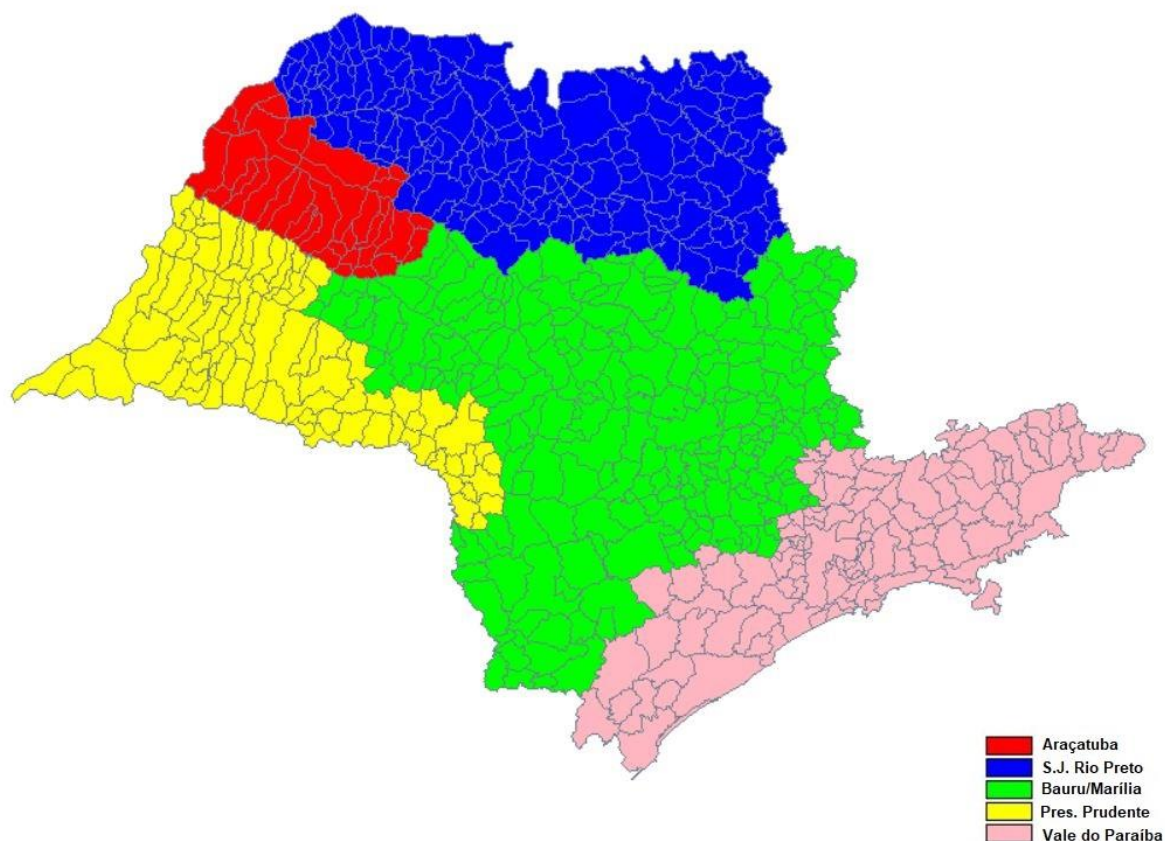 Araçatuba
S.J. Rio Preto
Bauru/Marília
Pres. Prudente
Vale do Paraíba